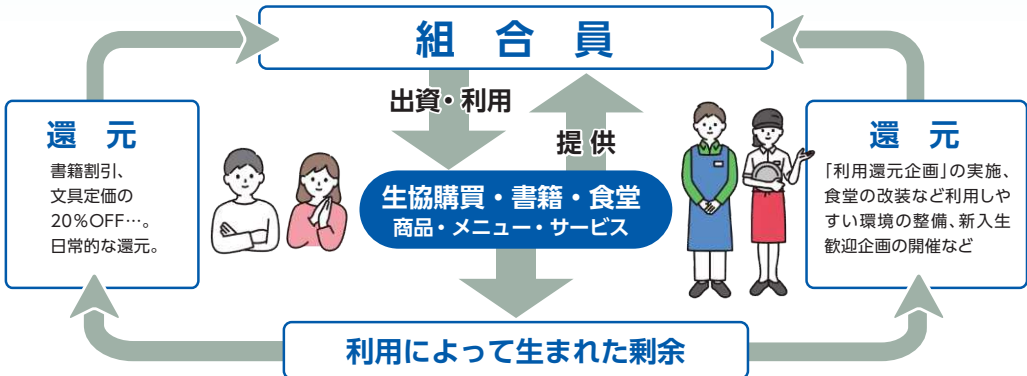 組合員
出資・利用
提供
生協購買・書籍・食堂
商品・メニュー・サービス
還元
書籍割引、
文具定価の
20%OFF…。
日常的な還元。
還元
「利用還元企画」の実施、
食堂の改装など利用しや
すい環境の整備、新入生
歓迎企画の開催など
利用によって生まれた剰余